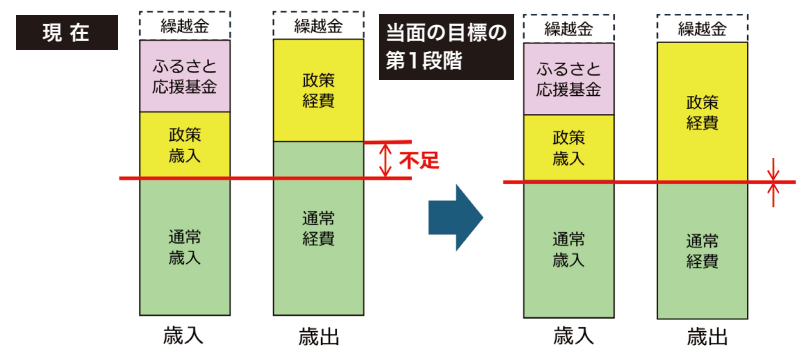 現在
繰越金
ふるさと
応援基金
政策
歳入
通常
歳入
歳入
繰越金
政策
経費
通常
経費
歳出
不足
当面の目標の
第1段階
繰越金
ふるさと
応援基金
政策
歳入
通常
歳入
歳入
繰越金
政策
経費
通常
経費
歳出